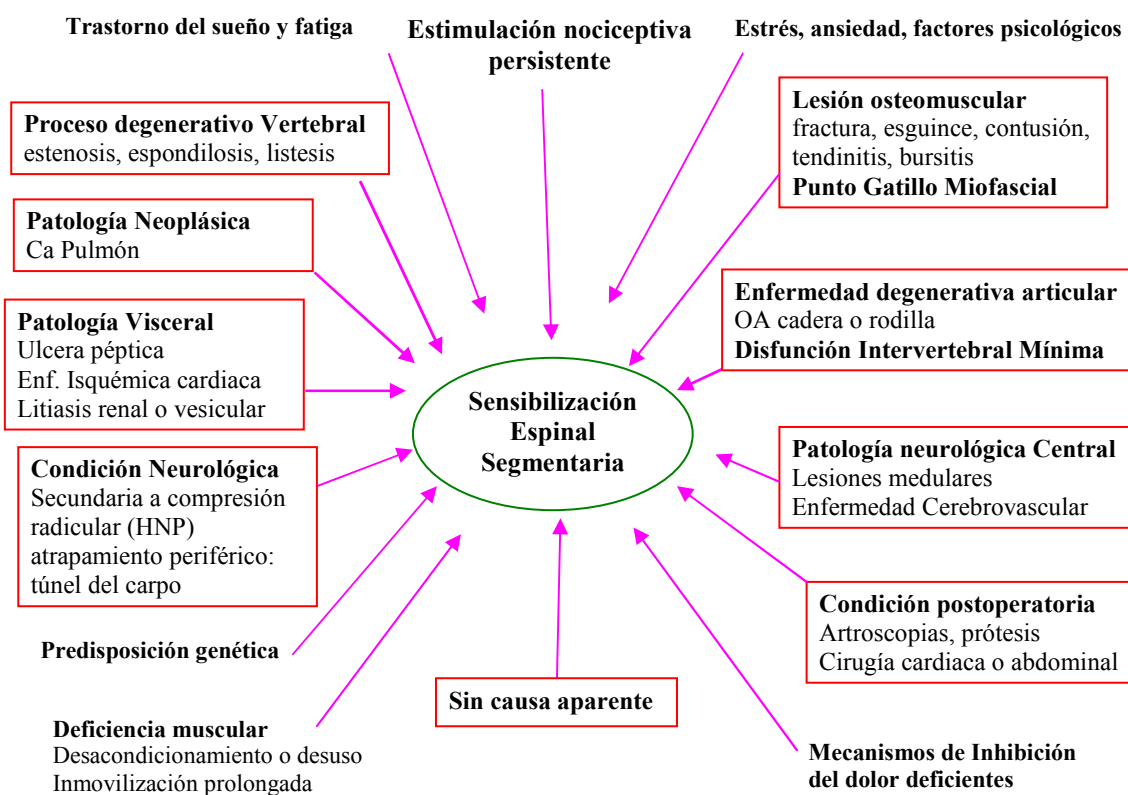 Trastorno del sueño y fatiga
Estimulación nociceptiva
persistente
Estrés, ansiedad, factores psicológicos
Proceso degenerativo Vertebral
estenosis, espondilosis, listesis
Lesión osteomuscular
fractura, esguince, contusión,
tendinitis, bursitis
Punto Gatillo Miofascial
Patología Neoplásica
Ca Pulmón
Patología Visceral
Ulcera péptica
Enf. Isquémica cardiaca
Litiasis renal o vesicular
Enfermedad degenerativa articular
OA cadera o rodilla
Disfunción Intervertebral Mínima
Sensibilización
Espinal
Segmentaria
Condición Neurológica
Secundaria a compresión
radicular (HNP)
atrapamiento periférico:
túnel del carpo
Patología neurológica Central
Lesiones medulares
Enfermedad Cerebrovascular
Condición postoperatoria
Artroscopias, prótesis
Cirugía cardiaca o abdominal
Predisposición genética
Sin causa aparente
Deficiencia muscular
Desacondicionamiento o desuso
Inmovilización prolongada
Mecanismos de Inhibición
del dolor deficientes